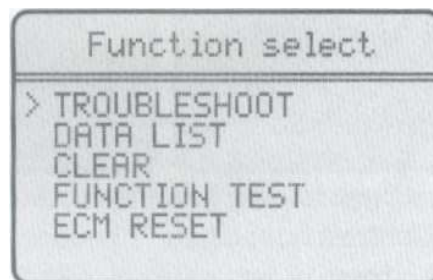 Function select
> TROUBLESHOOT
DATA LIST
CLEAR
FUNCTION TEST
ECM RESET